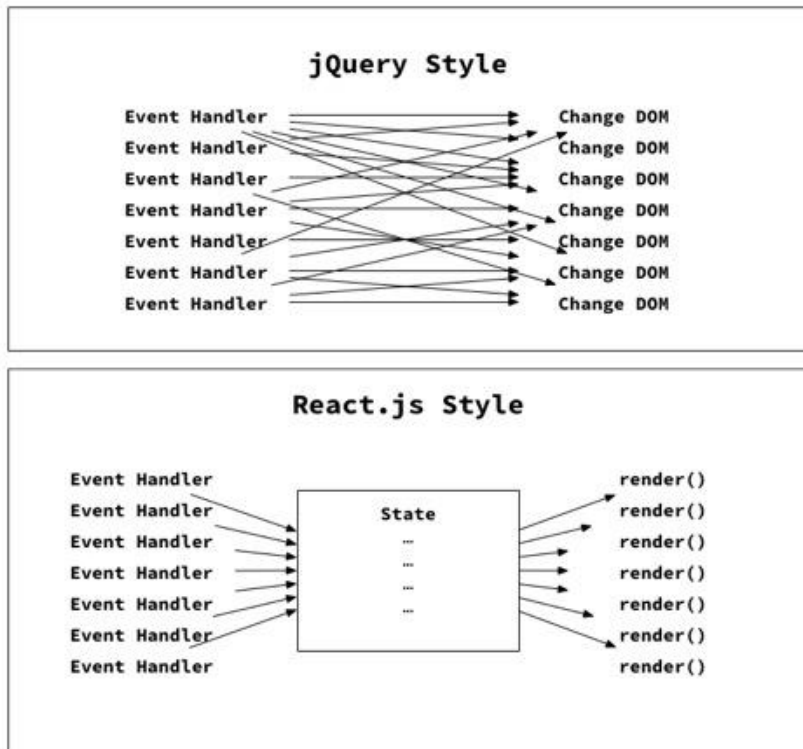 jQuery Style
Event Handler Change DOM
Event Handler Change DOM
Event Handler Change DOM
Event Handler Change DOM
Event Handler Change DOM
Event Handler Change DOM
Event Handler Change DOM
React.js Style
Event Handler render()
Event Handler State render()
Event Handler ... render()
Event Handler ... render()
Event Handler ... render()
Event Handler ... render()
Event Handler render()